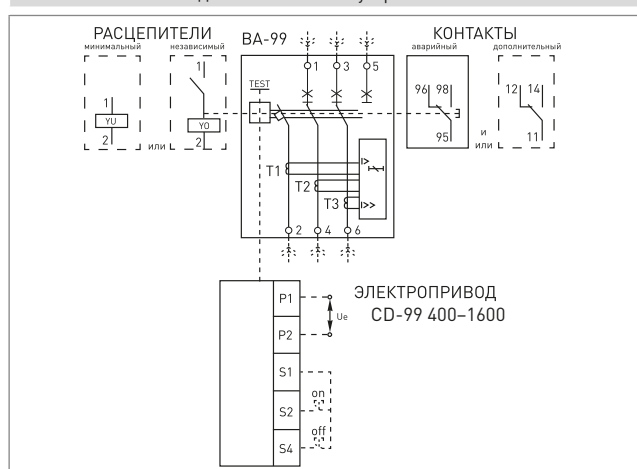 РАСЦЕПИТЕЛИ
минимальный
независимый
ВА-99
КОНТАКТЫ
аварийный
дополнительный
1
3
5
1
TEST
96 98
12 14
1
YU
2
или
YO
2
95
и
или
11
T1
I>
T2
T3
I>>
2
4
6
P1
ЭЛЕКТРОПРИВОД
Ue
CD-99 400–1600
P2
S1
on
S2
off
S4